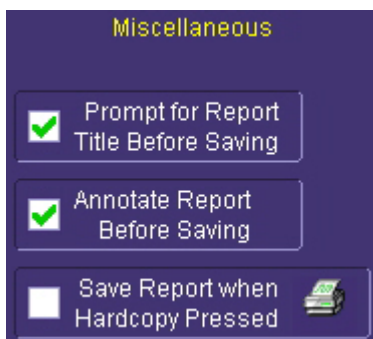 Miscellaneous
Prompt for Report
Title Before Saving
Annotate Report
Before Saving
Save Report when
Hardcopy Pressed